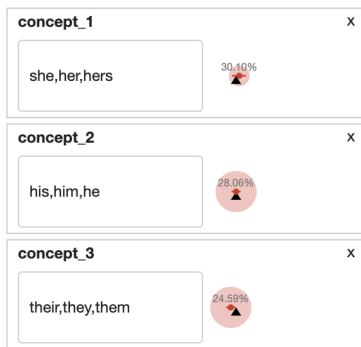 concept_1 X
she,her,hers
30.10%
concept_2 X
his,him,he
28.06%
concept_3 X
their,they,them
24.59%